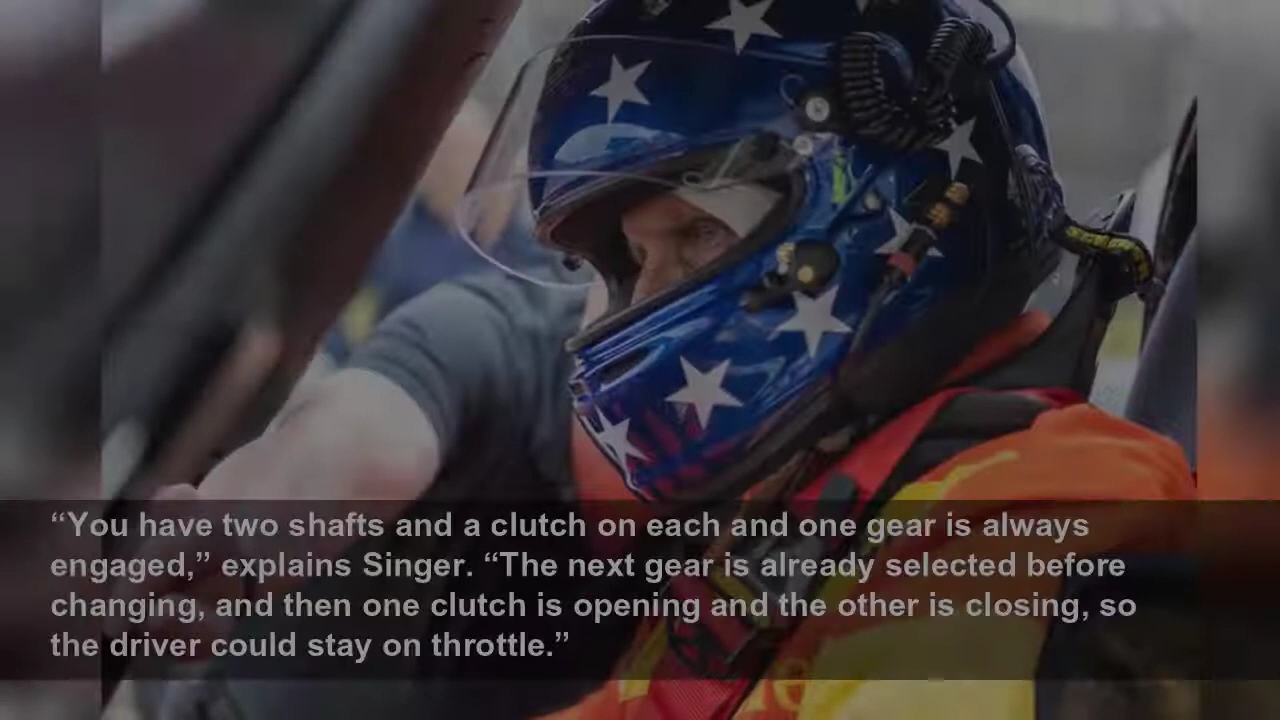 “You have two shafts and a clutch on each and one gear is always
engaged,” explains Singer. “The next gear is already selected before
changing, and then one clutch is opening and the other is closing, so
the driver could stay on throttle.”